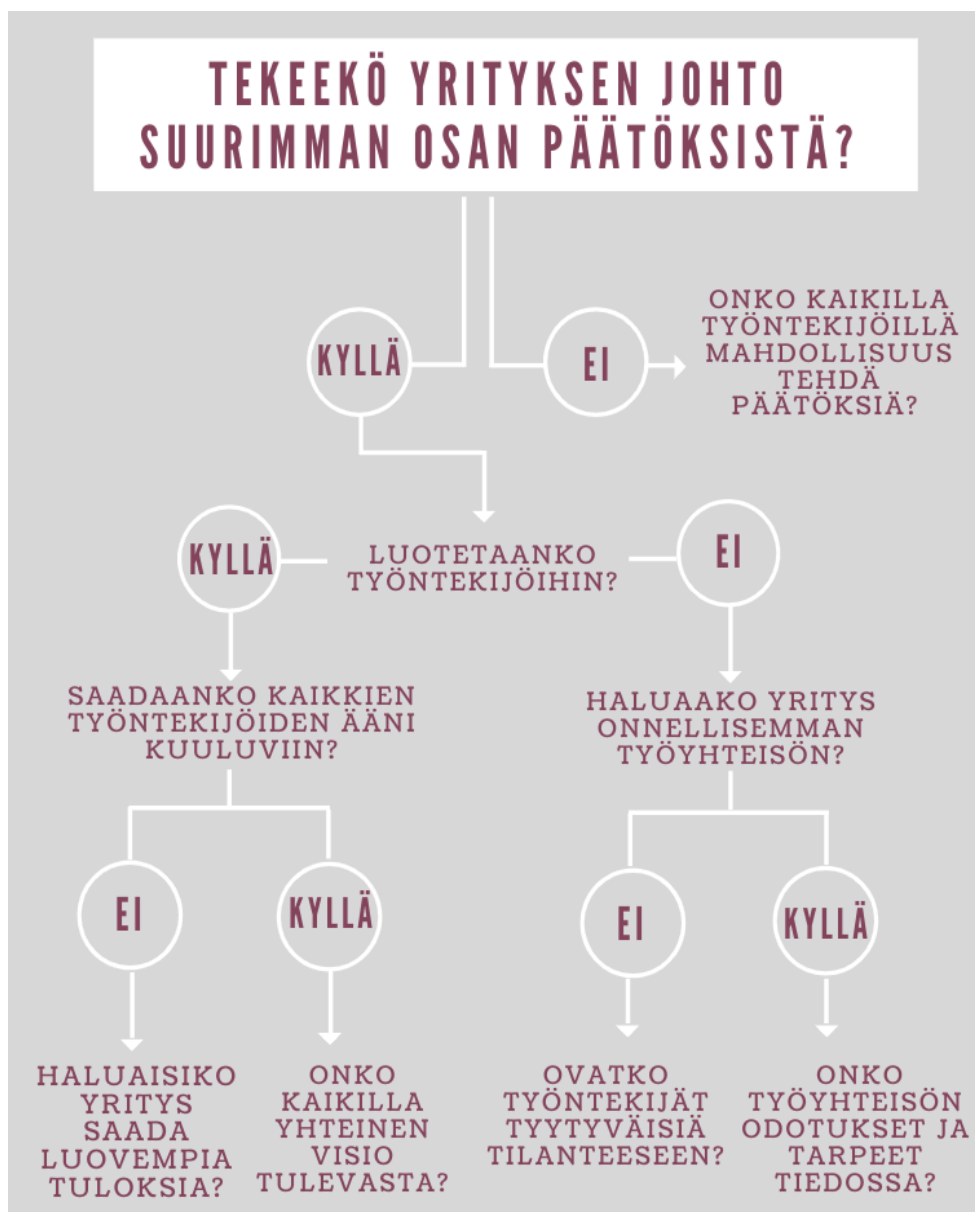 TEKEEKÖ YRITYKSEN JOHTO
SUURIMMAN OSAN PÄÄTÖKSISTÄ?
KYLLÄ
EI
ONKO KAIKILLA
TYÖNTEKIJÖILLÄ
MAHDOLLISUUS
TEHDÄ
PÄÄTÖKSIÄ?
KYLLÄ
LUOTETAANKO
TYÖNTEKIJÖIHIN?
EI
SAADAANKO KAIKKIEN
TYÖNTEKIJÖIDEN ÄÄNI
KUULUVIIN?
HALUAAKO YRITYS
ONNELLISEMMAN
TYÖYHTEISÖN?
EI
KYLLÄ
EI
KYLLÄ
HALUAISIKO
YRITYS
SAADA
LUOVEMPIA
TULOKSIA?
ONKO
KAIKILLA
YHTEINEN
VISIO
TULEVASTA?
OVATKO
TYÖNTEKIJÄT
TYYTYVÄISIÄ
TILANTEESEEN?
ONKO
TYÖYHTEISÖN
ODOTUKSET JA
TARPEET
TIEDOSSA?